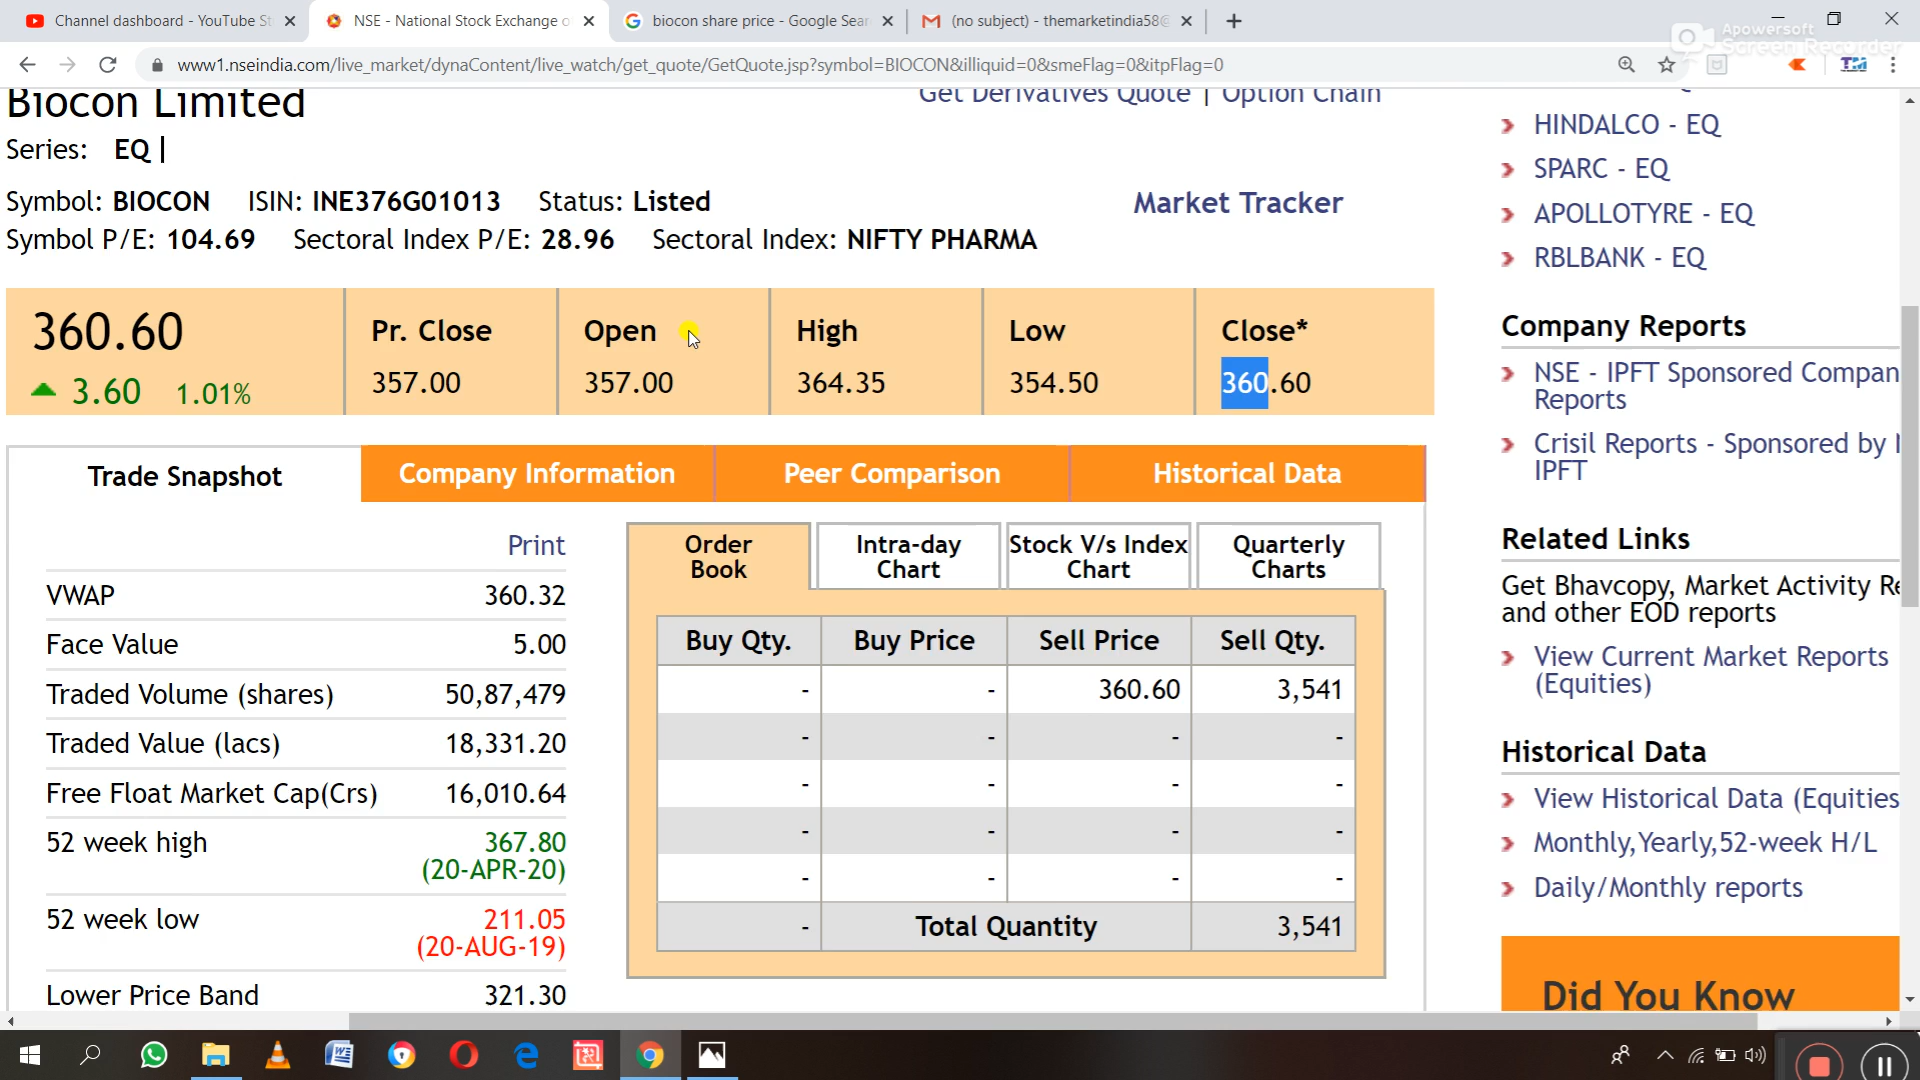 Channel dashboard - YouTube St
NSE - National Stock Exchange o
biocon share price - Google Sear
(no subject) - themarketindia58@
Apowersoft
Screen Recorder
www1.nseindia.com/live_market/dynaContent/live_watch/get_quote/GetQuote.jsp?symbol=BIOCON&illiquid=0&smeFlag=0&itpFlag=0
Biocon Limited
Get Derivatives Quote | Option Chain
Series: EQ |
Symbol: BIOCON ISIN: INE376G01013 Status: Listed
Market Tracker
Symbol P/E: 104.69 Sectoral Index P/E: 28.96 Sectoral Index: NIFTY PHARMA
360.60
3.60 1.01%
Pr. Close
357.00
Open
357.00
High
364.35
Low
354.50
Close*
360.60
Trade Snapshot
Company Information
Peer Comparison
Historical Data
Print
VWAP 360.32
Face Value 5.00
Traded Volume (shares) 50,87,479
Traded Value (lacs) 18,331.20
Free Float Market Cap(Crs) 16,010.64
52 week high 367.80
(20-APR-20)
52 week low 211.05
(20-AUG-19)
Lower Price Band 321.30
Order
Book
Intra-day
Chart
Stock V/s Index
Chart
Quarterly
Charts
Buy Qty. Buy Price Sell Price Sell Qty.
- - 360.60 3,541
- - - -
- - - -
- - - -
- - - -
- Total Quantity 3,541
HINDALCO - EQ
SPARC - EQ
APOLLOTYRE - EQ
RBLBANK - EQ
Company Reports
NSE - IPFT Sponsored Compan
Reports
Crisil Reports - Sponsored by N
IPFT
Related Links
Get Bhavcopy, Market Activity Re
and other EOD reports
View Current Market Reports
(Equities)
Historical Data
View Historical Data (Equities
Monthly,Yearly,52-week H/L
Daily/Monthly reports
Did You Know